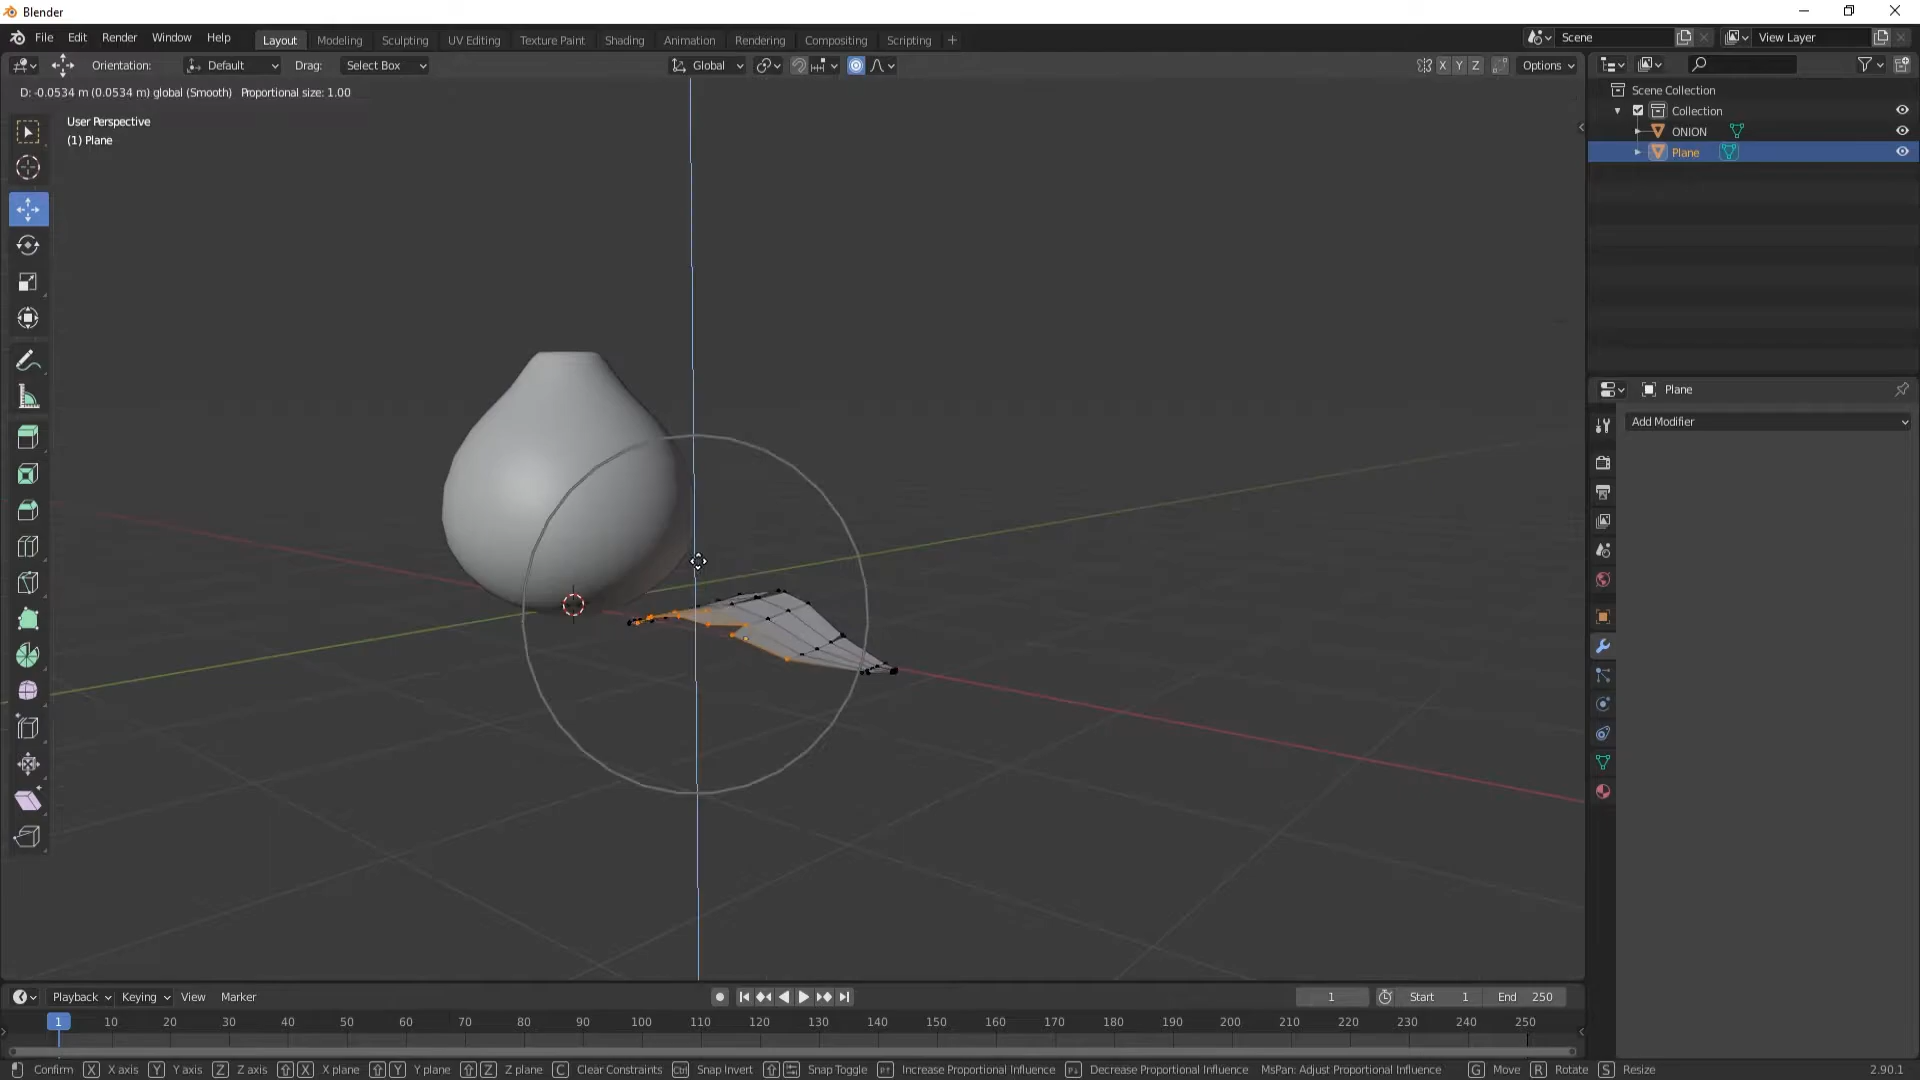 Blender
File Edit Render Window Help
Layout Modeling Sculpting UV Editing Texture Paint Shading Animation Rendering Compositing Scripting +
Scene
View Layer
Orientation: Default Drag: Select Box
Global
X Y Z Options
D: -0.0534 m (0.0534 m) global (Smooth) Proportional size: 1.00
User Perspective
(1) Plane
Scene Collection
Collection
ONION
Plane
Plane
Add Modifier
Playback Keying View Marker
1 Start 1 End 250
1 10 20 30 40 50 60 70 80 90 100 110 120 130 140 150 160 170 180 190 200 210 220 230 240 250
Confirm X X axis Y Y axis Z Z axis X X plane Y Y plane Z Z plane C Clear Constraints Ctrl Snap Invert Snap Toggle Increase Proportional Influence Decrease Proportional Influence MsPan: Adjust Proportional Influence G Move R Rotate S Resize 2.90.1